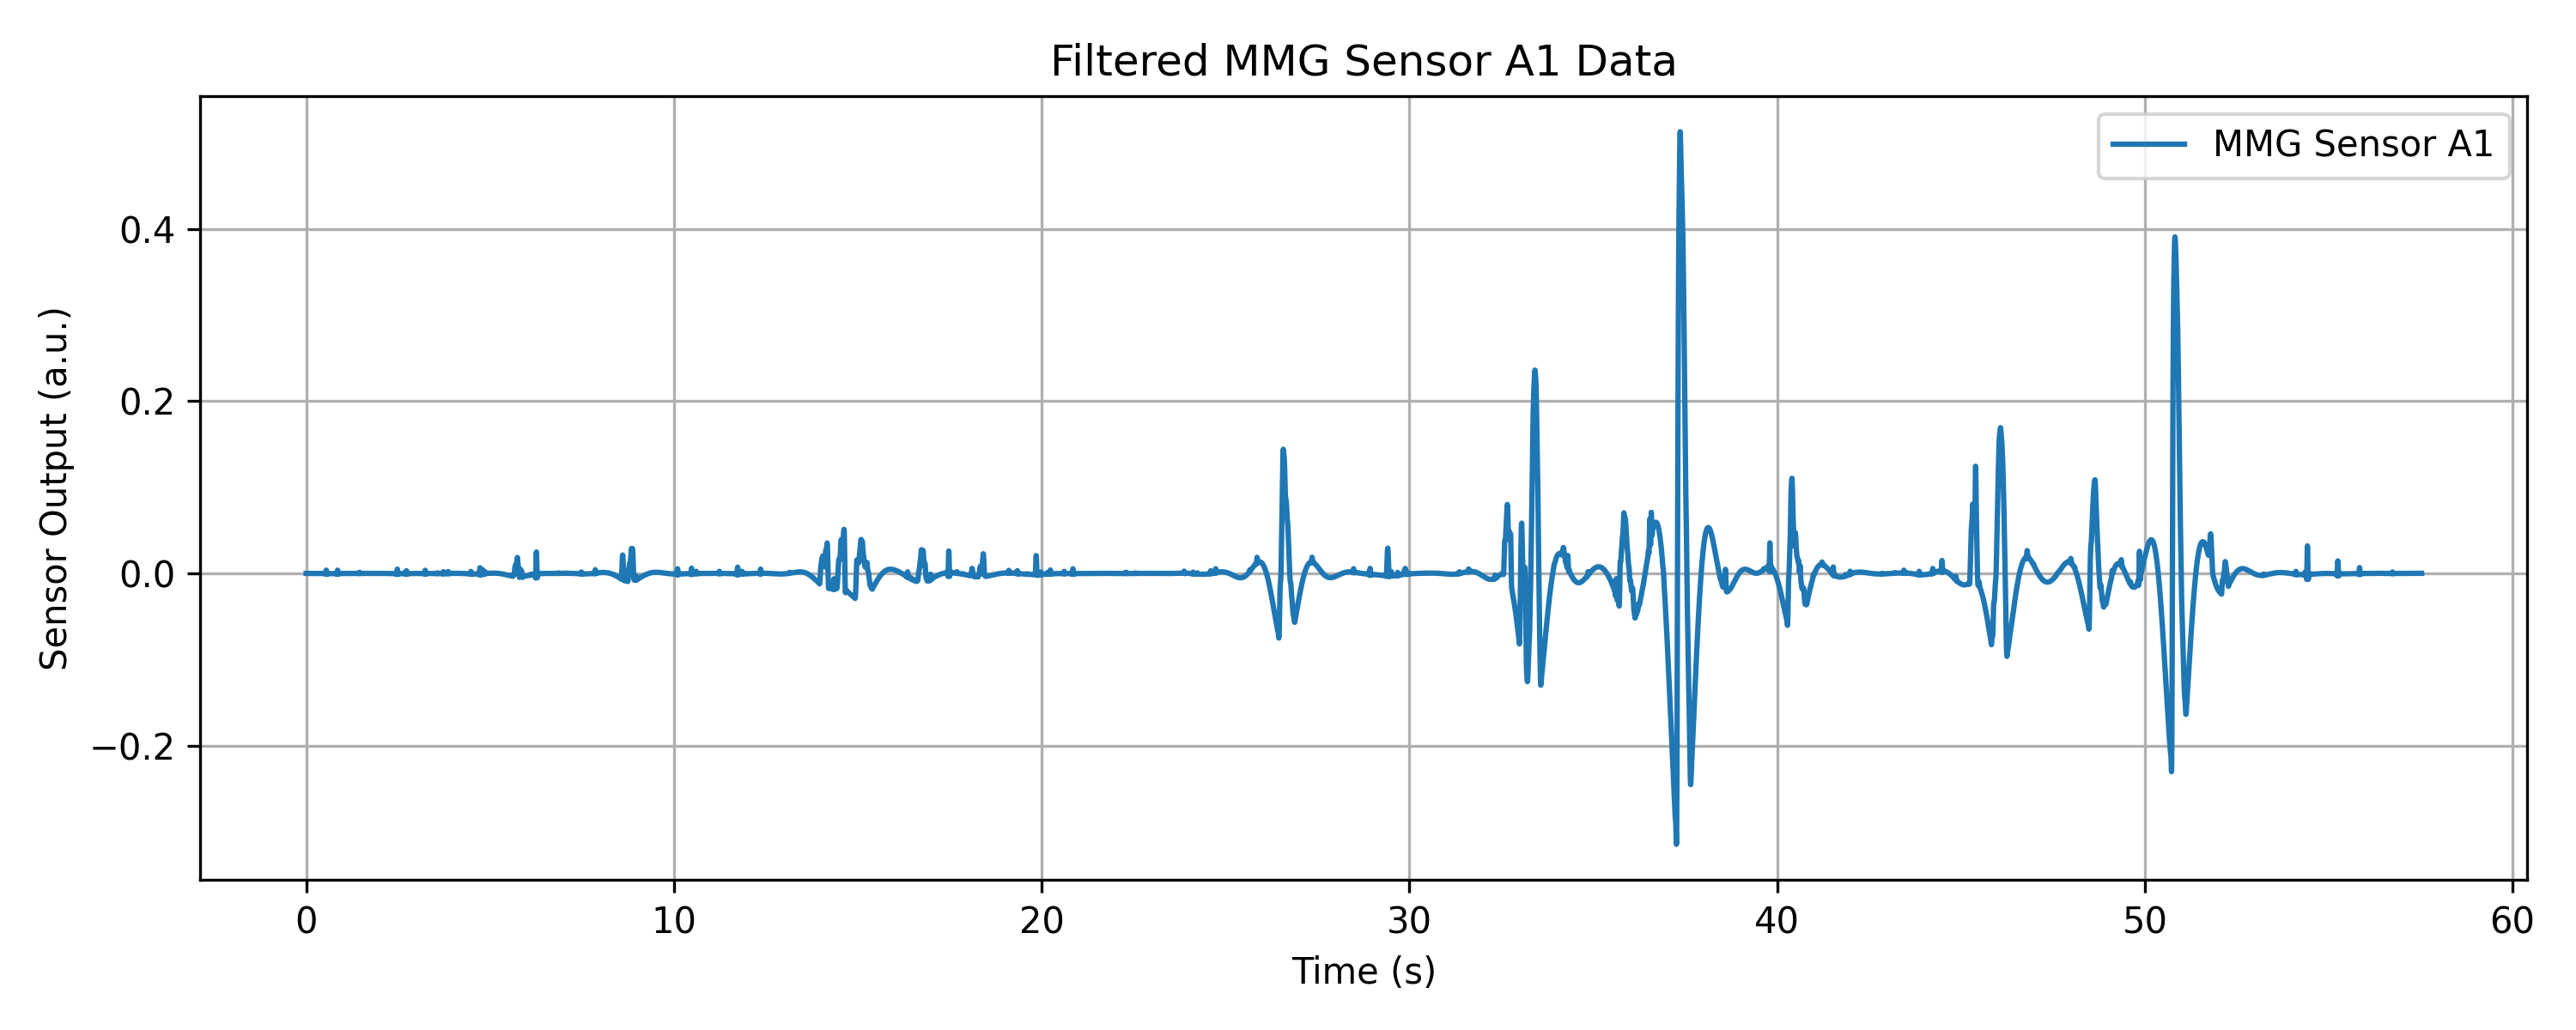 Filtered MMG Sensor A1 Data
MMG Sensor A1
Sensor Output (a.u.)
0.4
0.2
0.0
−0.2
0 10 20 30 40 50 60
Time (s)